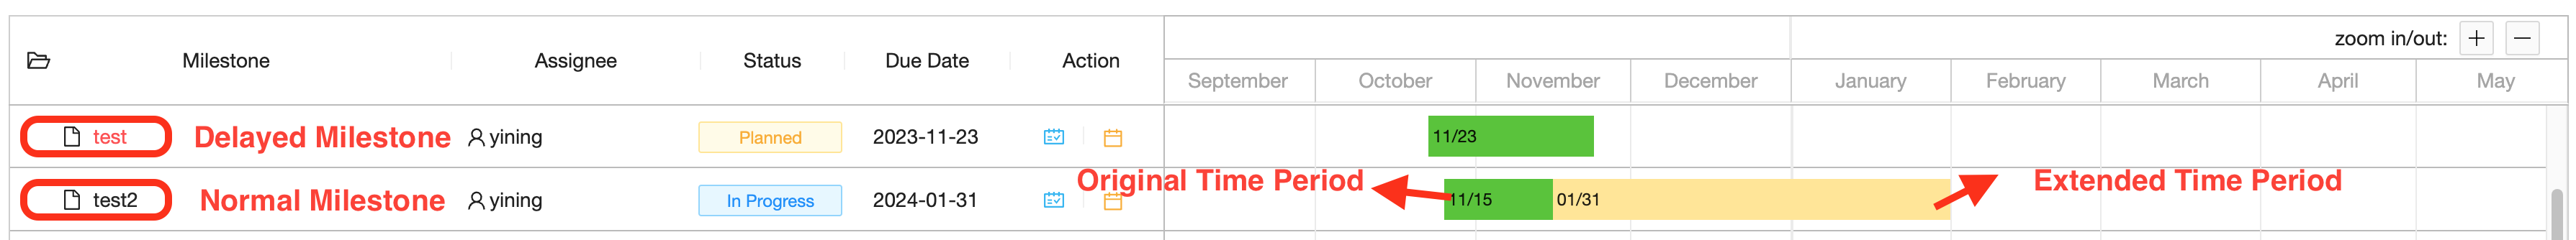 zoom in/out: + −
Milestone Assignee Status Due Date Action
September October November December January February March April May
test Delayed Milestone yining Planned 2023-11-23 11/23
Original Time Period Extended Time Period
test2 Normal Milestone yining In Progress 2024-01-31 11/15 01/31